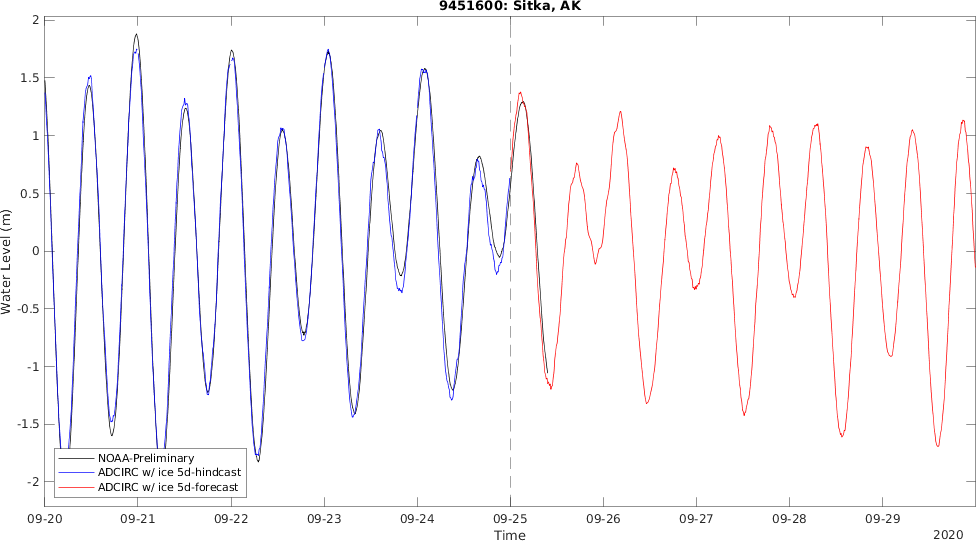 9451600: Sitka, AK
2
1.5
1
0.5
0
-0.5
-1
-1.5
-2
Water Level (m)
NOAA-Preliminary
ADCIRC w/ ice 5d-hindcast
ADCIRC w/ ice 5d-forecast
09-20 09-21 09-22 09-23 09-24 09-25 09-26 09-27 09-28 09-29
Time
2020